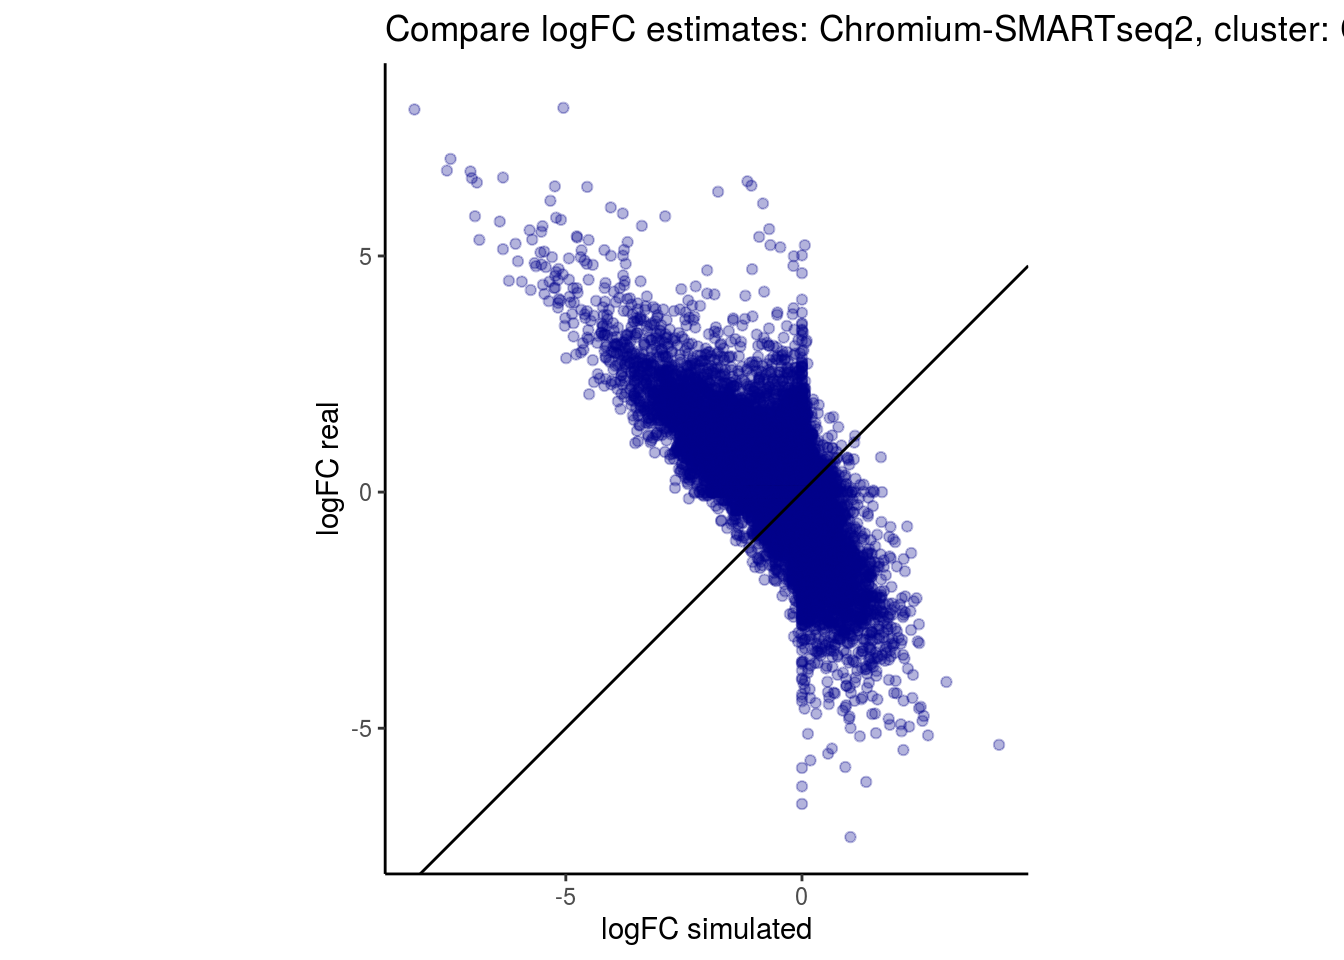 Compare logFC estimates: Chromium-SMARTseq2, cluster:
5
0
-5
logFC real
-5 0
logFC simulated